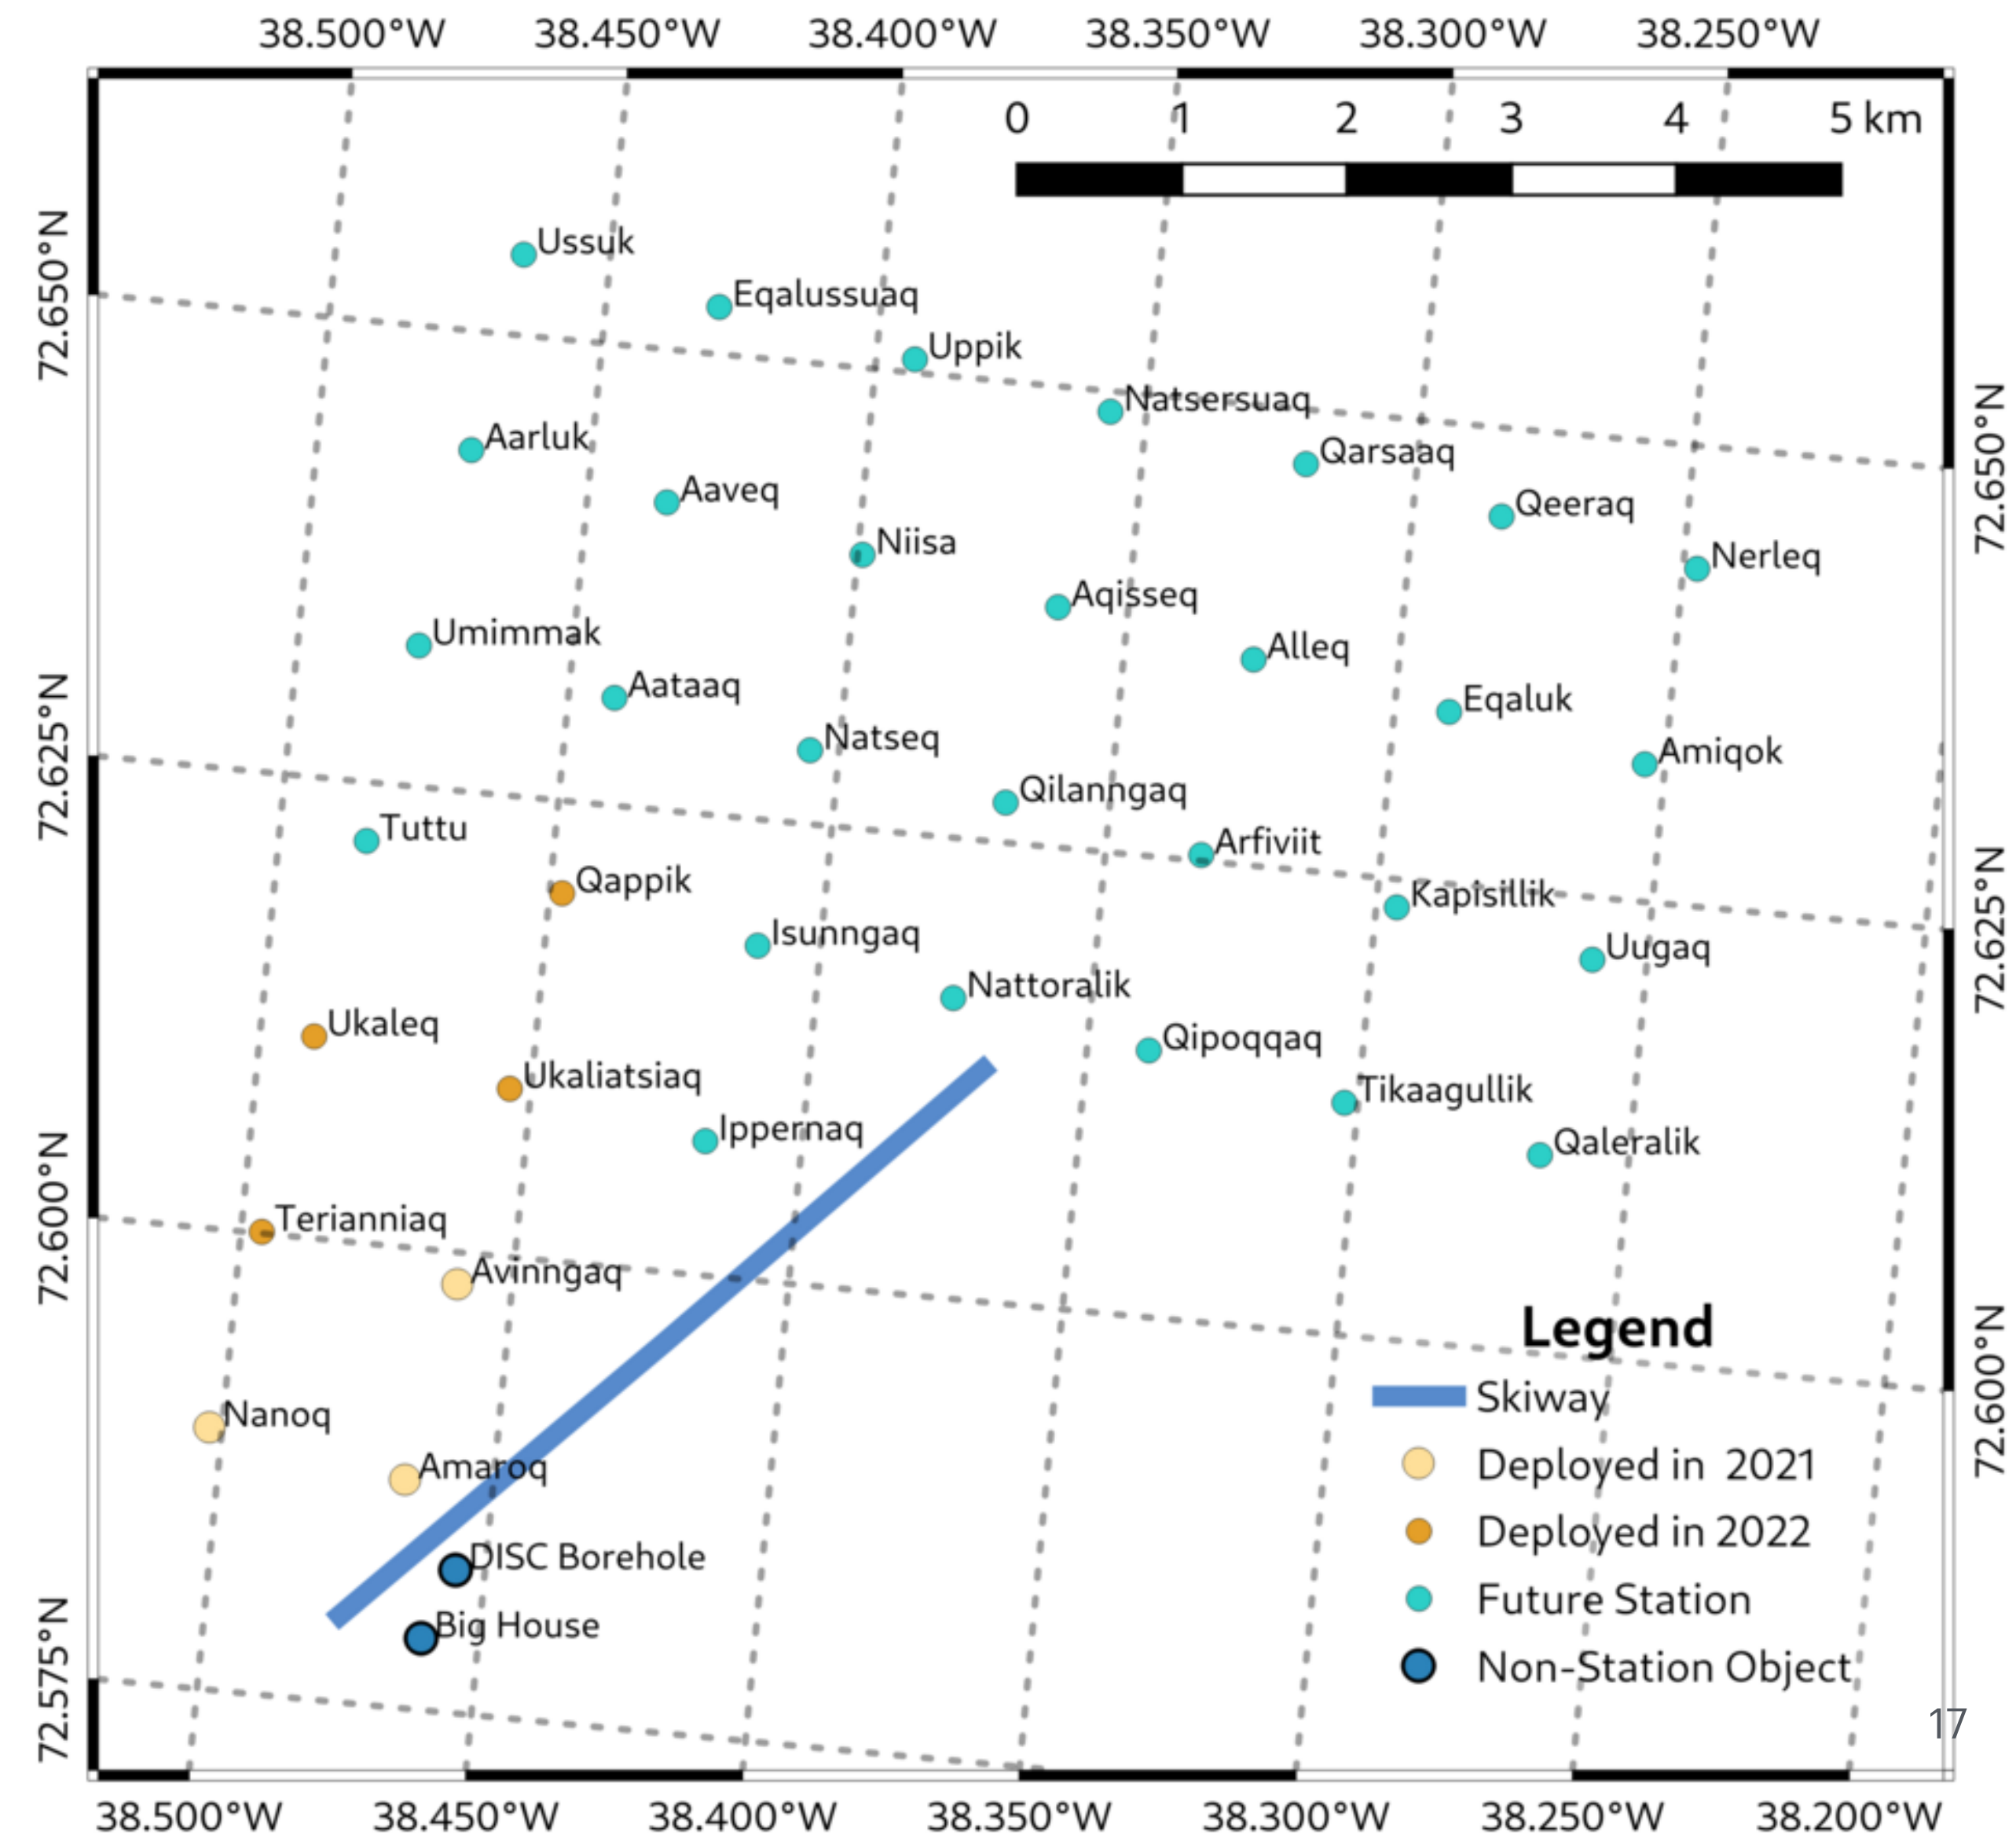 38.500°W 38.450°W 38.400°W 38.350°W 38.300°W 38.250°W
0 1 2 3 4 5 km
72.650°N
Ussuk
Eqalussuaq
Uppik
Natsersuaq
72.650°N
Aarluk
Qarsaaq
Aaveq
Qeeraq
Niisa
Nerleq
Aqisseq
Umimmak
Alleq
Aataaq
Eqaluk
72.625°N
Natseq
Amiqok
Qilanngaq
Tuttu
Arfiviit
Qappik
Kapisillik
72.625°N
Isunngaq
Uugaq
Nattoralik
Ukaleq
Qipoqqaq
Ukaliatsiaq
Tikaagullik
Ippernaq
Qaleralik
72.600°N
Terianniaq
Avinngaq
Legend
72.600°N
Skiway
Nanoq
Deployed in 2021
Amaroq
Deployed in 2022
DISC Borehole
Future Station
Big House
72.575°N
Non-Station Object
17
38.500°W 38.450°W 38.400°W 38.350°W 38.300°W 38.250°W 38.200°W